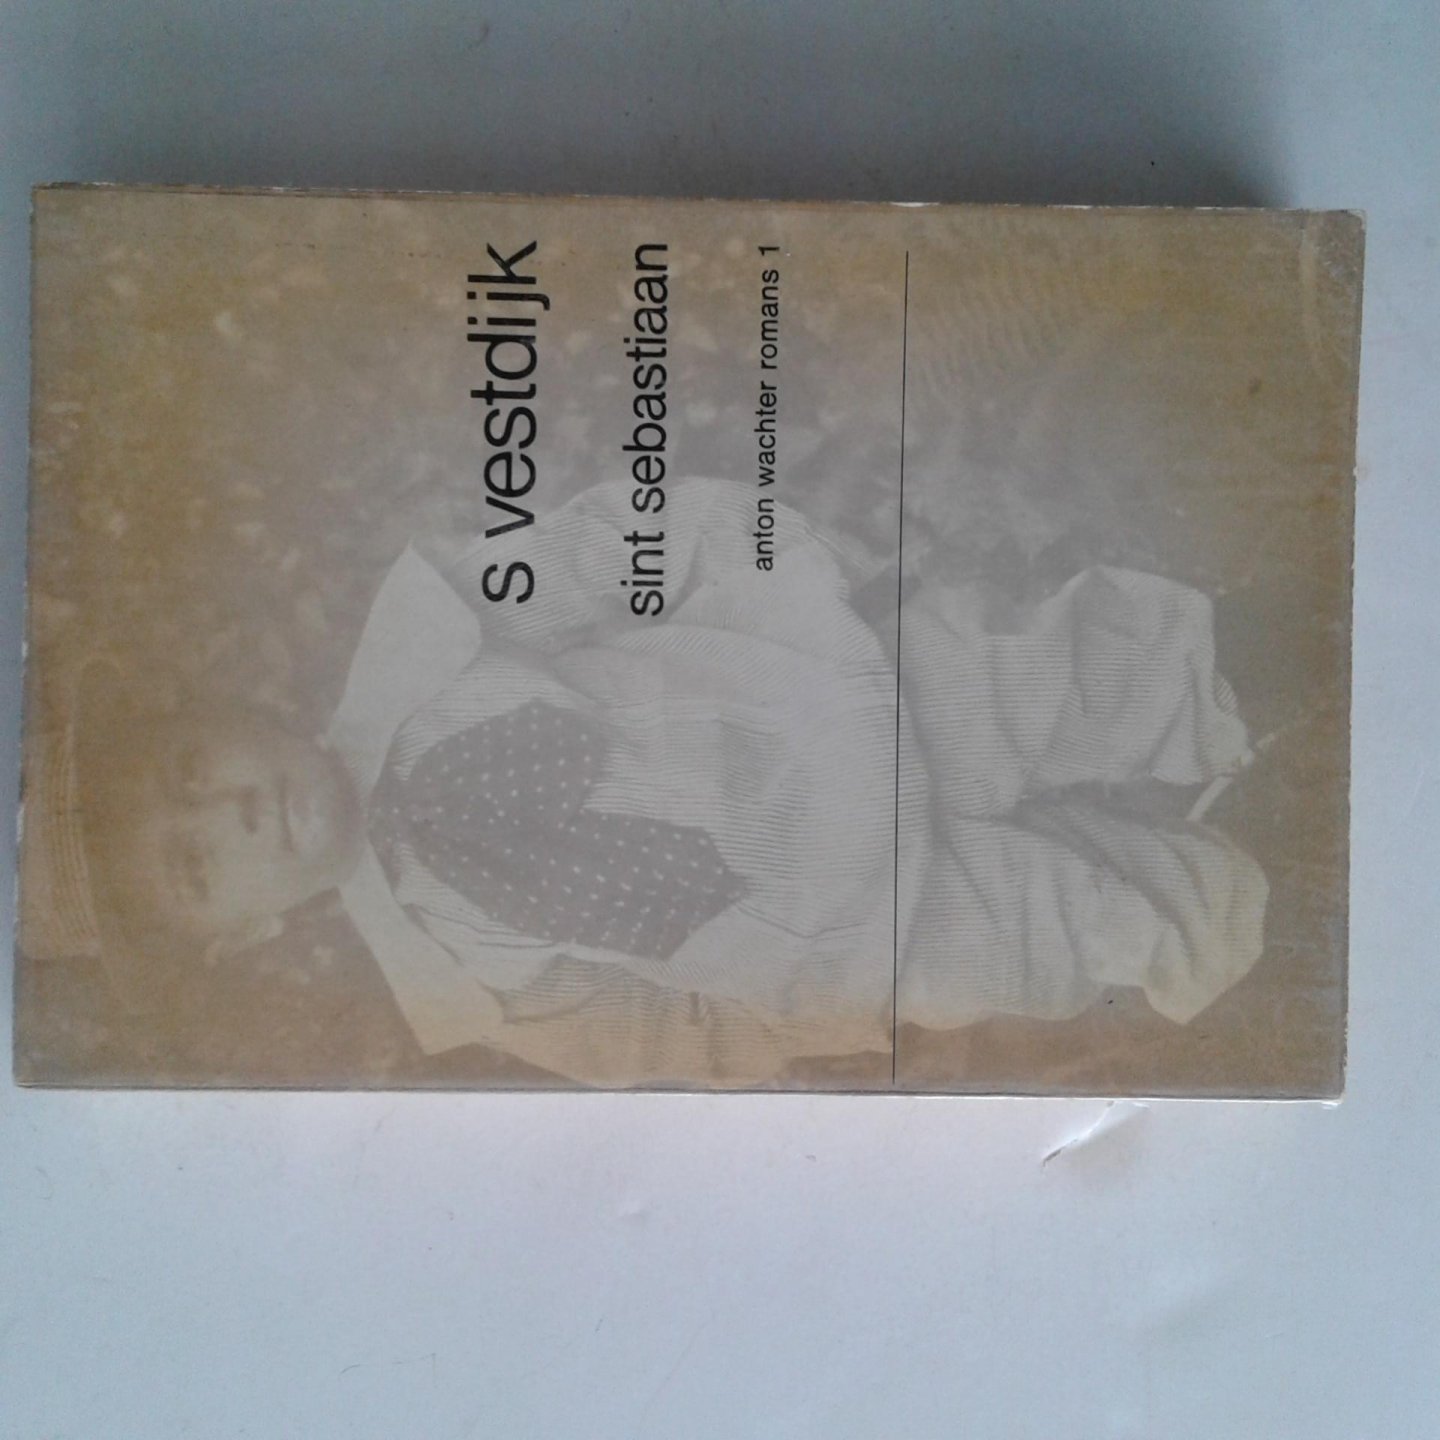 s vestdijk
sint sebastiaan
anton wachter romans 1